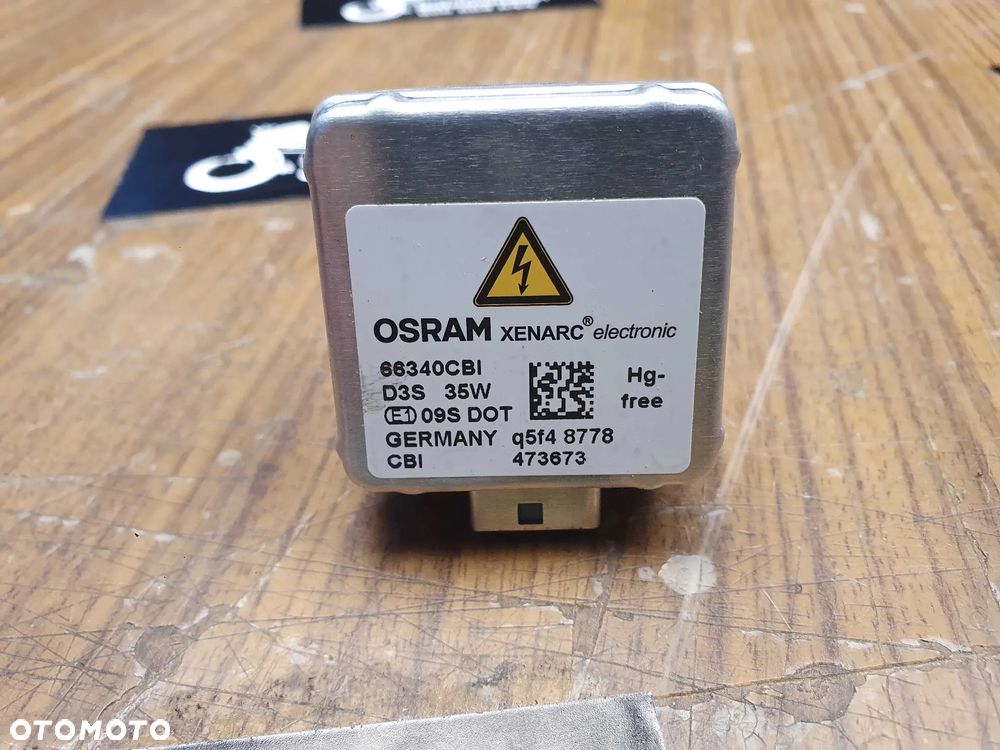 OSRAM XENARC® electronic
66340CBI
D3S 35W
Hg-
free
E1 09S DOT
GERMANY q5f4 8778
CBI 473673
OTOMOTO